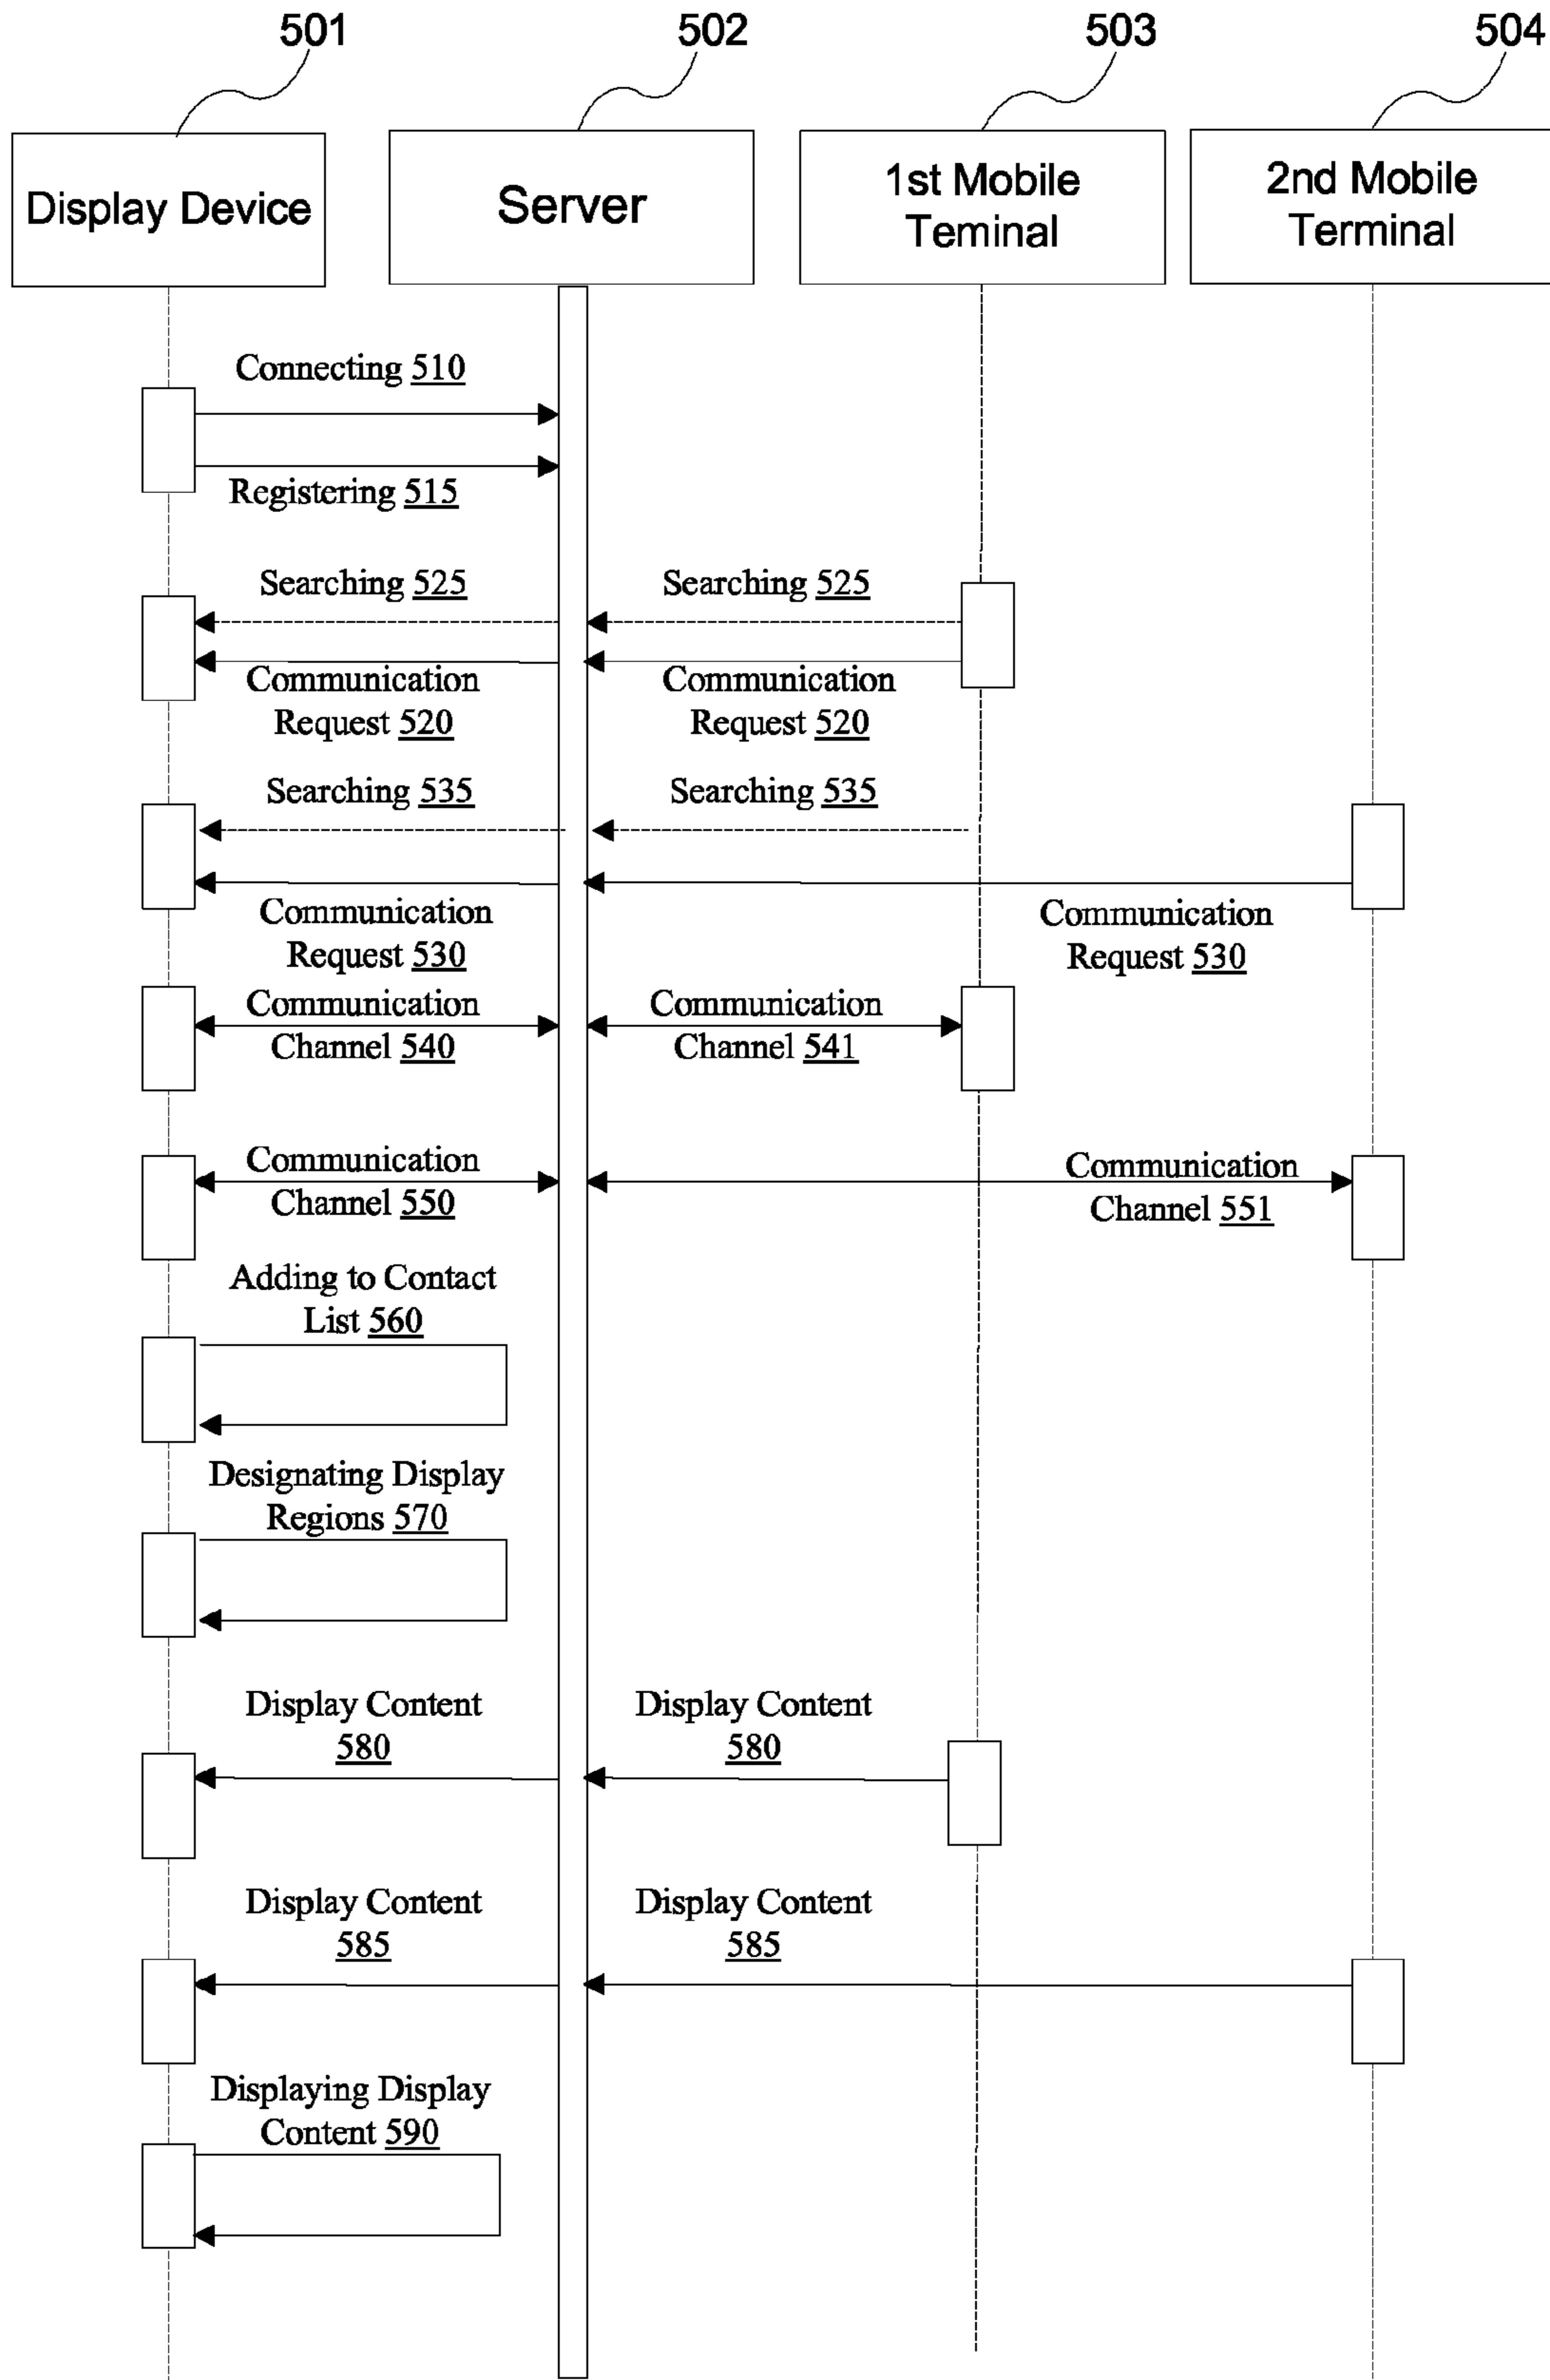 501
502
503
504
Display Device
Server
1st Mobile
Teminal
2nd Mobile
Terminal
Connecting 510
Registering 515
Searching 525
Searching 525
Communication
Request 520
Communication
Request 520
Searching 535
Searching 535
Communication
Request 530
Communication
Request 530
Communication
Channel 540
Communication
Channel 541
Communication
Channel 550
Communication
Channel 551
Adding to Contact
List 560
Designating Display
Regions 570
Display Content
580
Display Content
580
Display Content
585
Display Content
585
Displaying Display
Content 590